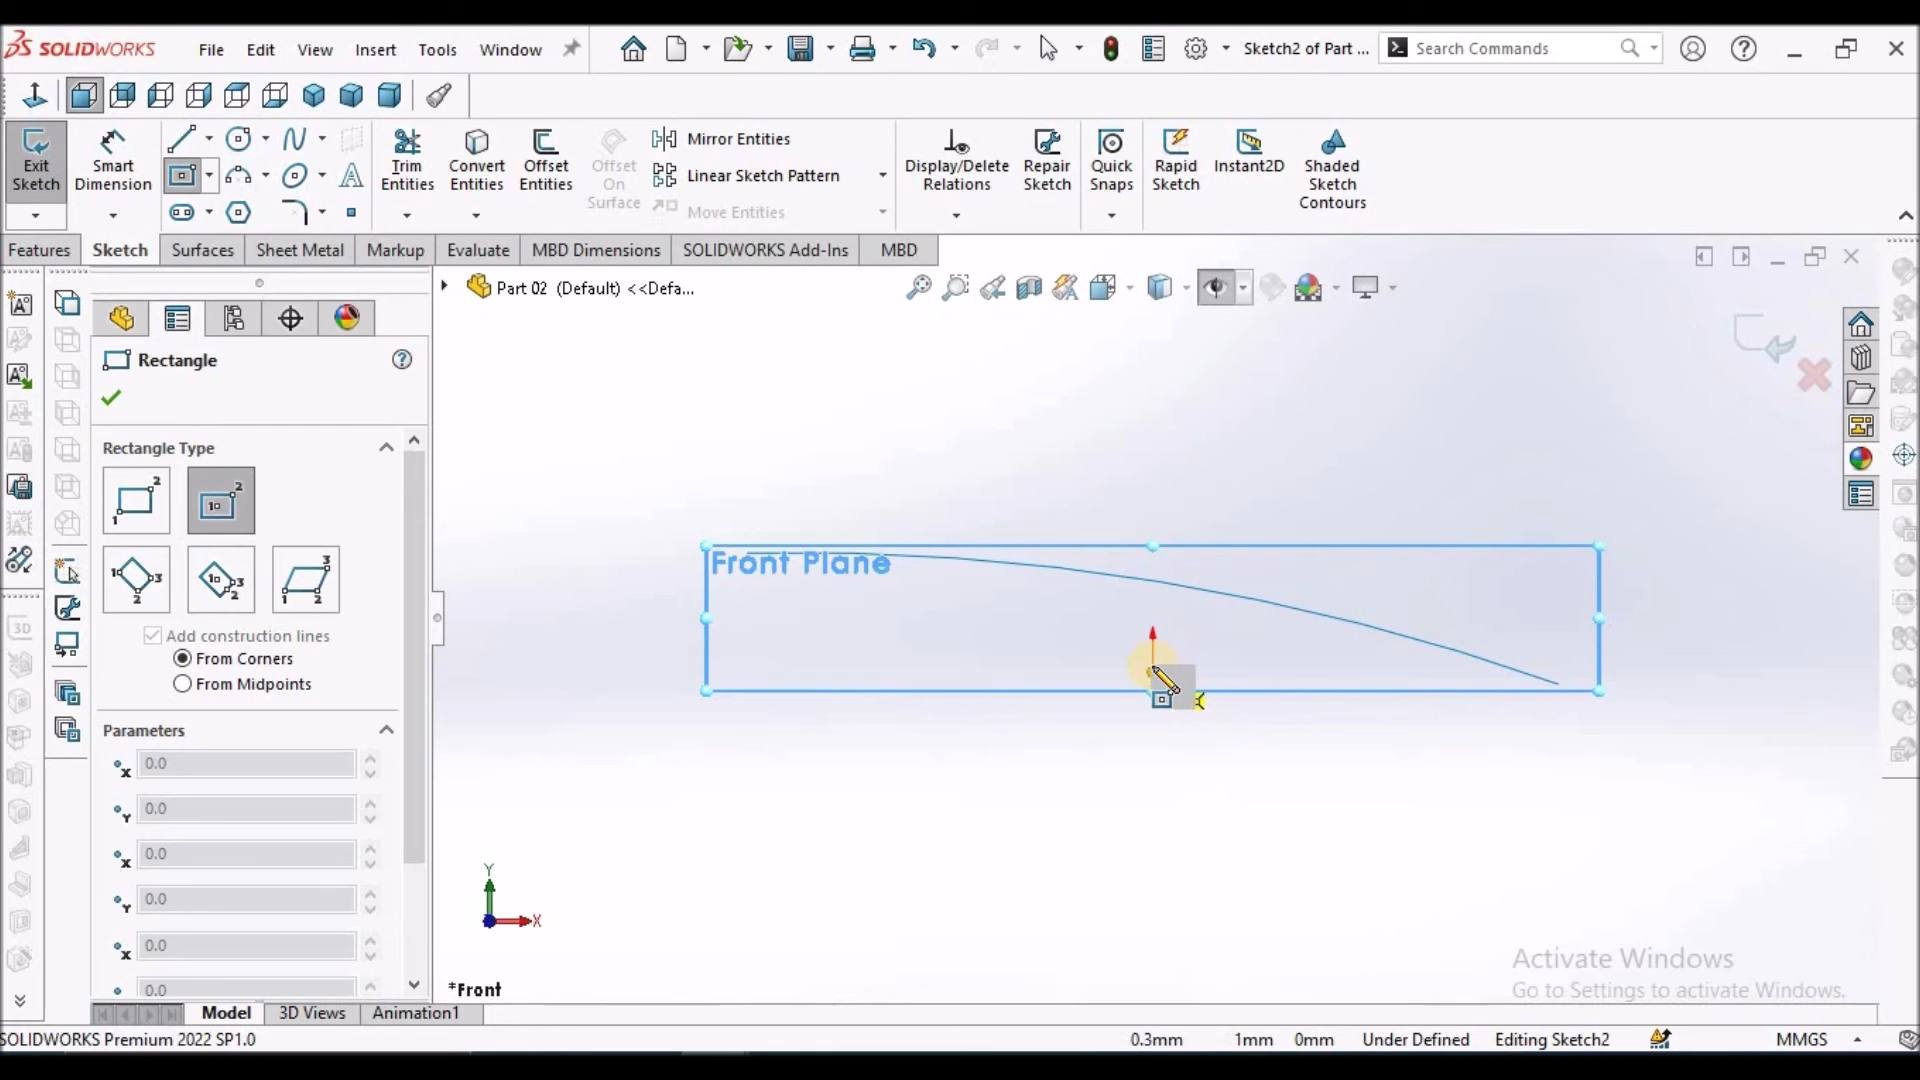 SOLIDWORKS File Edit View Insert Tools Window Sketch2 of Part ... Search Commands
Exit Sketch
Smart Dimension
Trim Entities
Convert Entities
Offset Entities
Offset On Surface
Mirror Entities
Linear Sketch Pattern
Move Entities
Display/Delete Relations
Repair Sketch
Quick Snaps
Rapid Sketch
Instant2D
Shaded Sketch Contours
Features Sketch Surfaces Sheet Metal Markup Evaluate MBD Dimensions SOLIDWORKS Add-Ins MBD
Part 02 (Default) <<Defa...
Rectangle
Rectangle Type
Add construction lines
From Corners
From Midpoints
Parameters
0.0
0.0
0.0
0.0
0.0
0.0
Front Plane
Y
X
*Front
Activate Windows
Go to Settings to activate Windows.
Model 3D Views Animation1
SOLIDWORKS Premium 2022 SP1.0 0.3mm 1mm 0mm Under Defined Editing Sketch2 MMGS